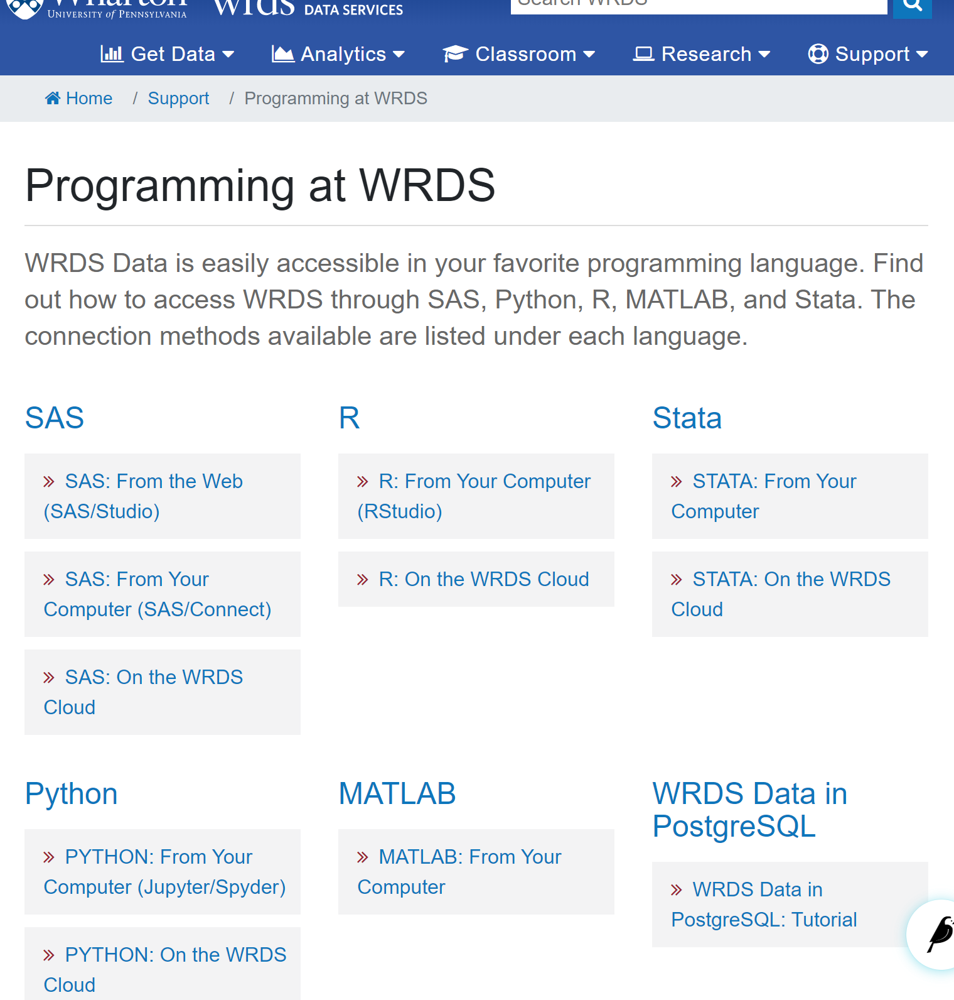 Wharton
UNIVERSITY of PENNSYLVANIA
wrds
DATA SERVICES
Search WRDS
Get Data
Analytics
Classroom
Research
Support
Home / Support / Programming at WRDS
Programming at WRDS
WRDS Data is easily accessible in your favorite programming language. Find
out how to access WRDS through SAS, Python, R, MATLAB, and Stata. The
connection methods available are listed under each language.
SAS
» SAS: From the Web
(SAS/Studio)
» SAS: From Your
Computer (SAS/Connect)
» SAS: On the WRDS
Cloud
R
» R: From Your Computer
(RStudio)
» R: On the WRDS Cloud
Stata
» STATA: From Your
Computer
» STATA: On the WRDS
Cloud
Python
» PYTHON: From Your
Computer (Jupyter/Spyder)
» PYTHON: On the WRDS
Cloud
MATLAB
» MATLAB: From Your
Computer
WRDS Data in
PostgreSQL
» WRDS Data in
PostgreSQL: Tutorial